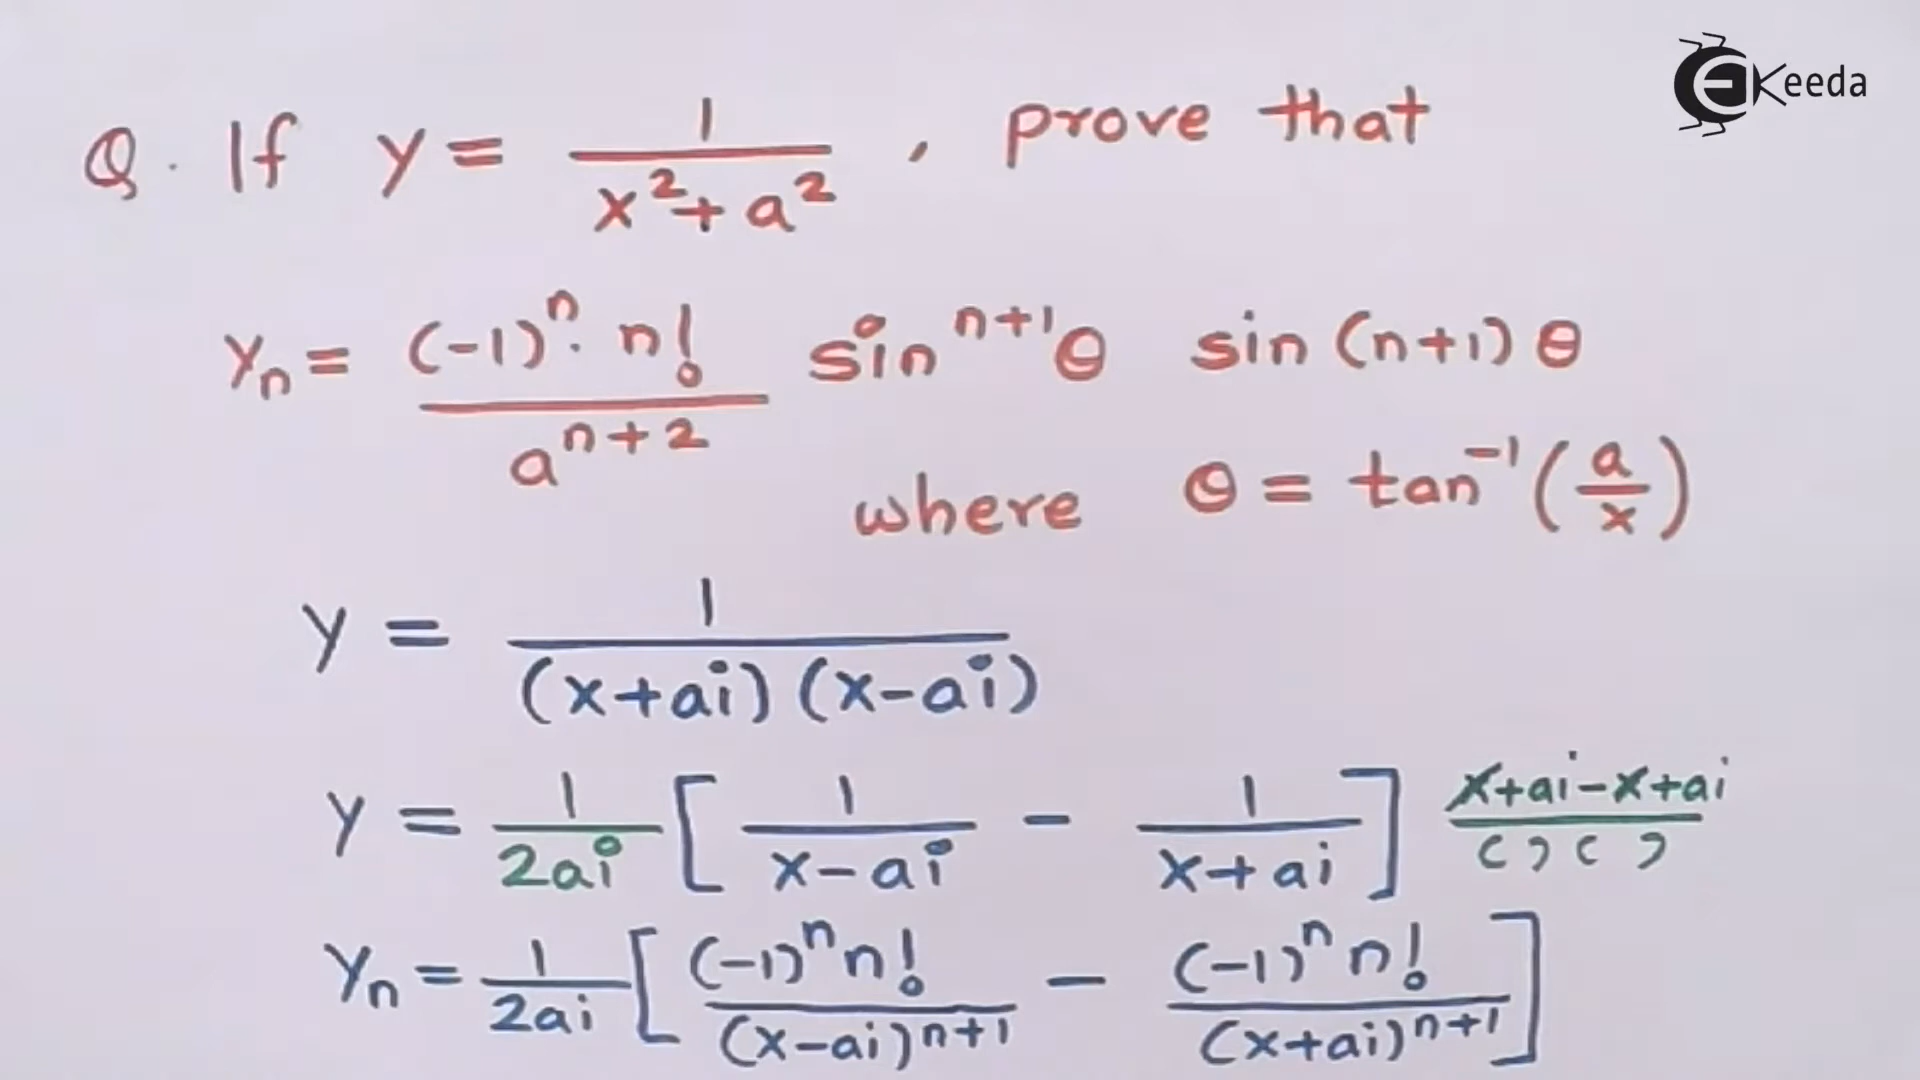 EKeeda
Q. If y = 1/(x²+a²) , prove that
yₙ = ((-1)ⁿ · n!)/(aⁿ⁺²) sinⁿ⁺¹θ sin (n+1) θ
where θ = tan⁻¹(a/x)
y = 1/((x+ai) (x-ai))
y = 1/(2ai) [ 1/(x-ai) - 1/(x+ai) ] (x+ai-x+ai)/(( ) ( ))
yₙ = 1/(2ai) [ ((-1)ⁿ n!)/((x-ai)ⁿ⁺¹) - ((-1)ⁿ n!)/((x+ai)ⁿ⁺¹) ]